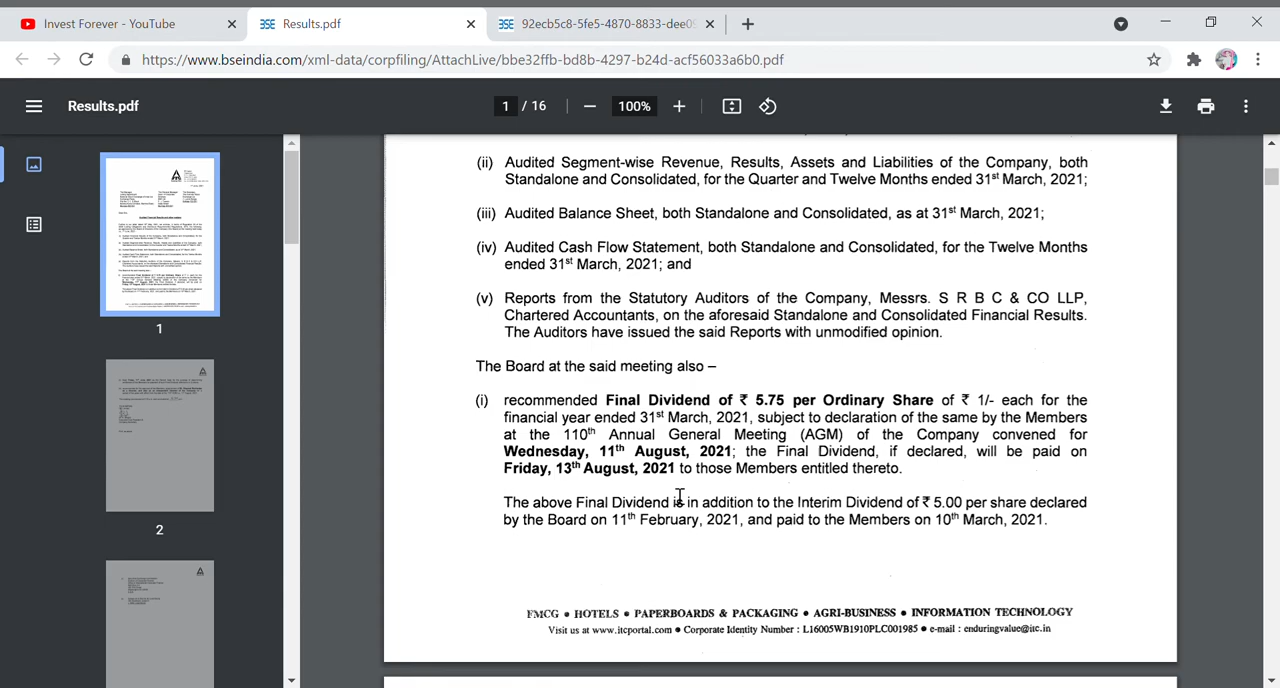 Invest Forever - YouTube
Results.pdf
92ecb5c8-5fe5-4870-8833-dee09
https://www.bseindia.com/xml-data/corpfiling/AttachLive/bbe32ffb-bd8b-4297-b24d-acf56033a6b0.pdf
Results.pdf
1 / 16
100%
(ii) Audited Segment-wise Revenue, Results, Assets and Liabilities of the Company, both
Standalone and Consolidated, for the Quarter and Twelve Months ended 31st March, 2021;
(iii) Audited Balance Sheet, both Standalone and Consolidated, as at 31st March, 2021;
(iv) Audited Cash Flow Statement, both Standalone and Consolidated, for the Twelve Months
ended 31st March, 2021; and
(v) Reports from the Statutory Auditors of the Company, Messrs. S R B C & CO LLP,
Chartered Accountants, on the aforesaid Standalone and Consolidated Financial Results.
The Auditors have issued the said Reports with unmodified opinion.
The Board at the said meeting also –
(i) recommended Final Dividend of ₹ 5.75 per Ordinary Share of ₹ 1/- each for the
financial year ended 31st March, 2021, subject to declaration of the same by the Members
at the 110th Annual General Meeting (AGM) of the Company convened for
Wednesday, 11th August, 2021; the Final Dividend, if declared, will be paid on
Friday, 13th August, 2021 to those Members entitled thereto.
The above Final Dividend is in addition to the Interim Dividend of ₹ 5.00 per share declared
by the Board on 11th February, 2021, and paid to the Members on 10th March, 2021.
FMCG • HOTELS • PAPERBOARDS & PACKAGING • AGRI-BUSINESS • INFORMATION TECHNOLOGY
Visit us at www.itcportal.com • Corporate Identity Number : L16005WB1910PLC001985 • e-mail : enduringvalue@itc.in
1
2